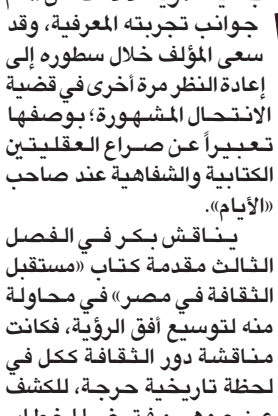 جوانب تجربته المعرفية، وقد
سعى المؤلف خلال سطوره إلى
إعادة النظر مرة أخرى في قضية
الانتحال المشهورة؛ بوصفها
تعبيراً عن صراع العقليتين
الكتابية والشفاهية عند صاحب
«الأيام».
يناقش بكر في الفصل
الثالث مقدمة كتاب «مستقبل
الثقافة في مصر» في محاولة
منه لتوسيع أفق الرؤية، فكانت
مناقشة دور الثقافة ككل في
لحظة تاريخية حرجة، للكشف